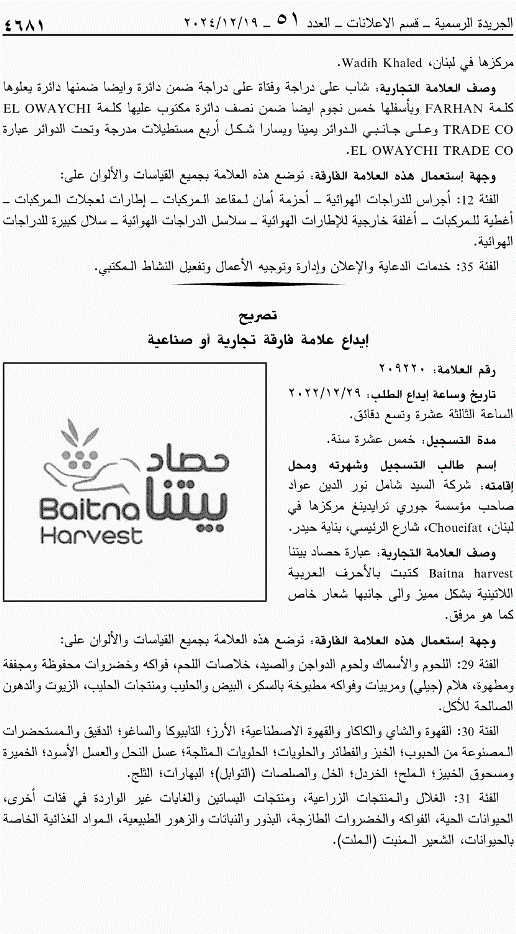 الجريدة الرسمية ــ قسم الاعلانات ــ العدد ٥١ ــ ٢٠٢٤/١٢/١٩ ٤٦٨١
مركزها في لبنان، Wadih Khaled.
وصف العلامة التجارية: شاب على دراجة وفتاة على دراجة ضمن دائرة وايضا ضمنها دائرة يعلوها
كلمة FARHAN وبأسفلها خمس نجوم ايضا ضمن نصف دائرة مكتوب عليها كلمة EL OWAYCHI
TRADE CO وعلى جانبي الدوائر يمينا ويسارا شكل أربع مستطيلات مدرجة وتحت الدوائر عبارة
EL OWAYCHI TRADE CO.
وجهة إستعمال هذه العلامة الفارقة: توضع هذه العلامة بجميع القياسات والألوان على:
الفئة 12: أجراس للدراجات الهوائية ــ أحزمة أمان لمقاعد المركبات ــ إطارات لعجلات المركبات ــ
أغطية للمركبات ــ أغلفة خارجية للإطارات الهوائية ــ سلاسل الدراجات الهوائية ــ سلال كبيرة للدراجات
الهوائية.
الفئة 35: خدمات الدعاية والإعلان وإدارة وتوجيه الأعمال وتفعيل النشاط المكتبي.
تصريح
إيداع علامة فارقة تجارية أو صناعية
رقم العلامة: ٢٠٩٢٢٠
تاريخ وساعة إيداع الطلب: ٢٠٢٢/١٢/٢٩
الساعة الثالثة عشرة وتسع دقائق.
مدة التسجيل: خمس عشرة سنة.
إسم طالب التسجيل وشهرته ومحل
إقامته: شركة السيد شامل نور الدين عواد
صاحب مؤسسة جوري ترايدينغ مركزها في
لبنان، Choueifat، شارع الرئيسي، بناية حيدر.
وصف العلامة التجارية: عبارة حصاد بيتنا
Baitna harvest كتبت بالأحرف العربية
اللاتينية بشكل مميز والى جانبها شعار خاص
كما هو مرفق.
حصاد
بيتنا
Baitna
Harvest
وجهة إستعمال هذه العلامة الفارقة: توضع هذه العلامة بجميع القياسات والألوان على:
الفئة 29: اللحوم والأسماك ولحوم الدواجن والصيد، خلاصات اللحم، فواكه وخضروات محفوظة ومجففة
ومطهوة، هلام (جيلي) ومربيات وفواكه مطبوخة بالسكر، البيض والحليب ومنتجات الحليب، الزيوت والدهون
الصالحة للأكل.
الفئة 30: القهوة والشاي والكاكاو والقهوة الاصطناعية؛ الأرز؛ التابيوكا والساغو؛ الدقيق والمستحضرات
المصنوعة من الحبوب؛ الخبز والفطائر والحلويات؛ الحلويات المثلجة؛ عسل النحل والعسل الأسود؛ الخميرة
ومسحوق الخبيز؛ الملح؛ الخردل؛ الخل والصلصات (التوابل)؛ البهارات؛ الثلج.
الفئة 31: الغلال والمنتجات الزراعية، ومنتجات البساتين والغابات غير الواردة في فئات أخرى،
الحيوانات الحية، الفواكه والخضروات الطازجة، البذور والنباتات والزهور الطبيعية، المواد الغذائية الخاصة
بالحيوانات، الشعير المنبت (الملت).